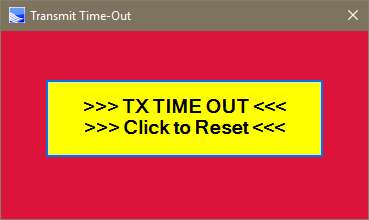 Transmit Time-Out
>>> TX TIME OUT <<<
>>> Click to Reset <<<